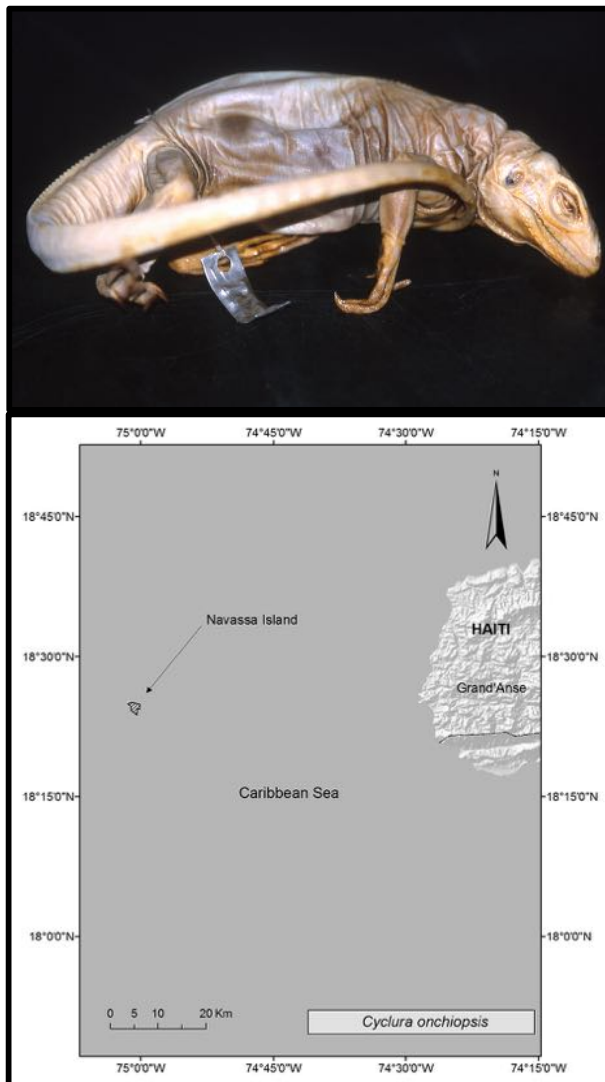 75°0'0"W 74°45'0"W 74°30'0"W 74°15'0"W
N
18°45'0"N 18°45'0"N
Navassa Island
HAITI
18°30'0"N 18°30'0"N
Grand'Anse
18°15'0"N 18°15'0"N
Caribbean Sea
18°0'0"N 18°0'0"N
0 5 10 20 Km
Cyclura onchiopsis
75°0'0"W 74°45'0"W 74°30'0"W 74°15'0"W